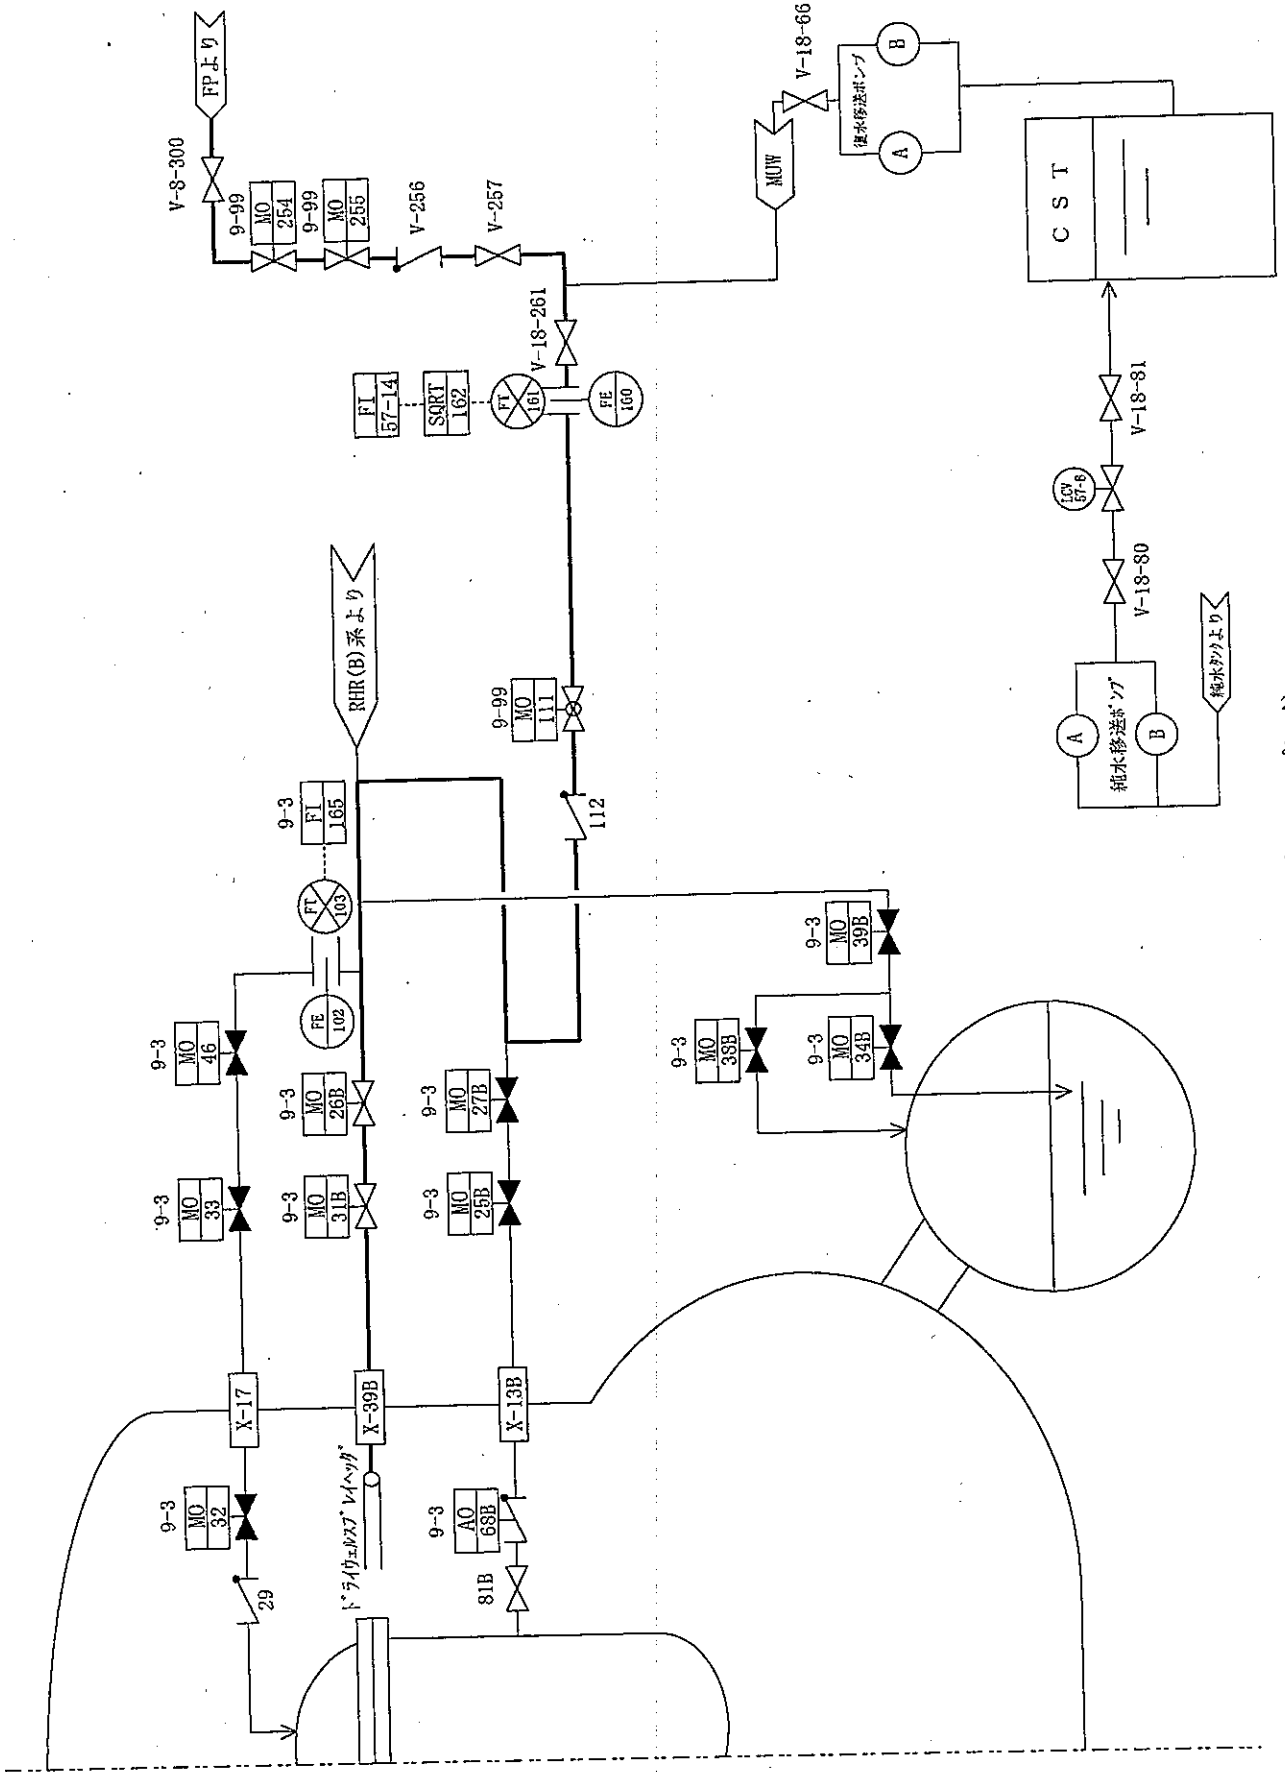 FPより
V-8-300
9-99
MO
254
9-99
MO
255
V-256
V-257
V-18-261
FI
57-14
SQRT
162
FT
161
FE
160
MUW
V-18-66
復水移送ポンプ
A
B
CST
V-18-81
LCV
57-8
V-18-80
純水移送ポンプ
A
B
純水タンクより
RHR(B)系より
9-99
MO
111
112
9-3
FI
165
FT
103
FE
102
9-3
MO
46
9-3
MO
33
9-3
MO
26B
9-3
MO
31B
9-3
MO
27B
9-3
MO
25B
9-3
MO
39B
9-3
MO
38B
9-3
MO
34B
X-17
X-39B
X-13B
9-3
MO
32
29
ドライウェルスプレイヘッダ
9-3
AO
68B
81B